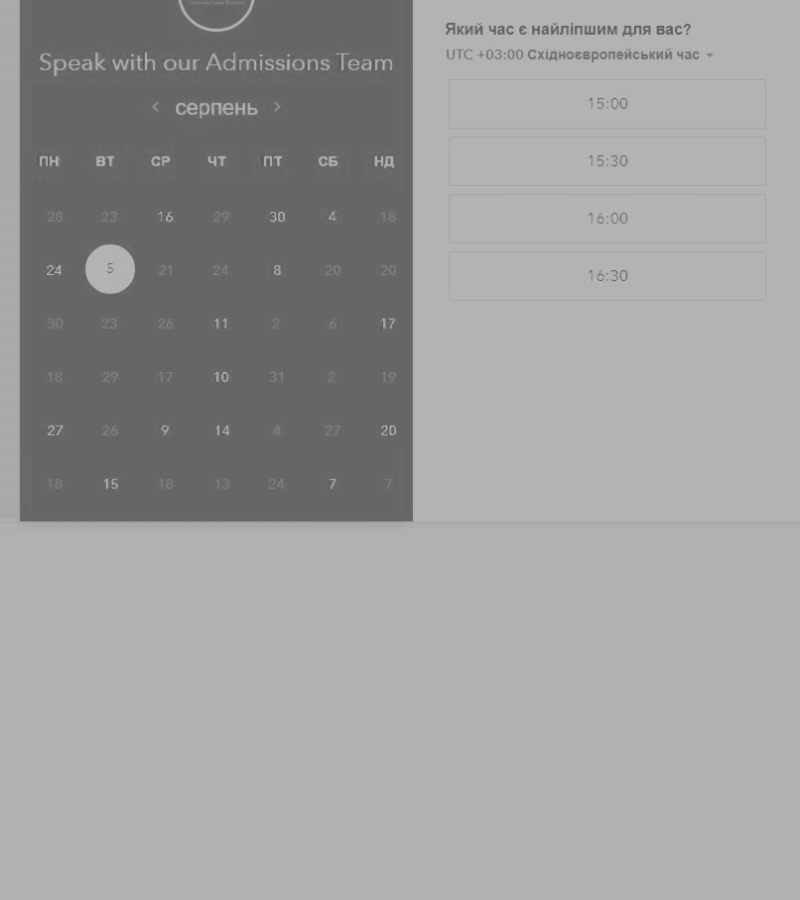 Speak with our Admissions Team
серпень
ПН ВТ СР ЧТ ПТ СБ НД
28 23 16 29 30 4 18
24 5 21 24 8 20 20
30 23 26 11 2 6 17
18 29 17 10 31 2 19
27 26 9 14 4 27 20
18 15 18 13 24 7 7
Який час є найліпшим для вас?
UTC +03:00 Східноєвропейський час
15:00
15:30
16:00
16:30